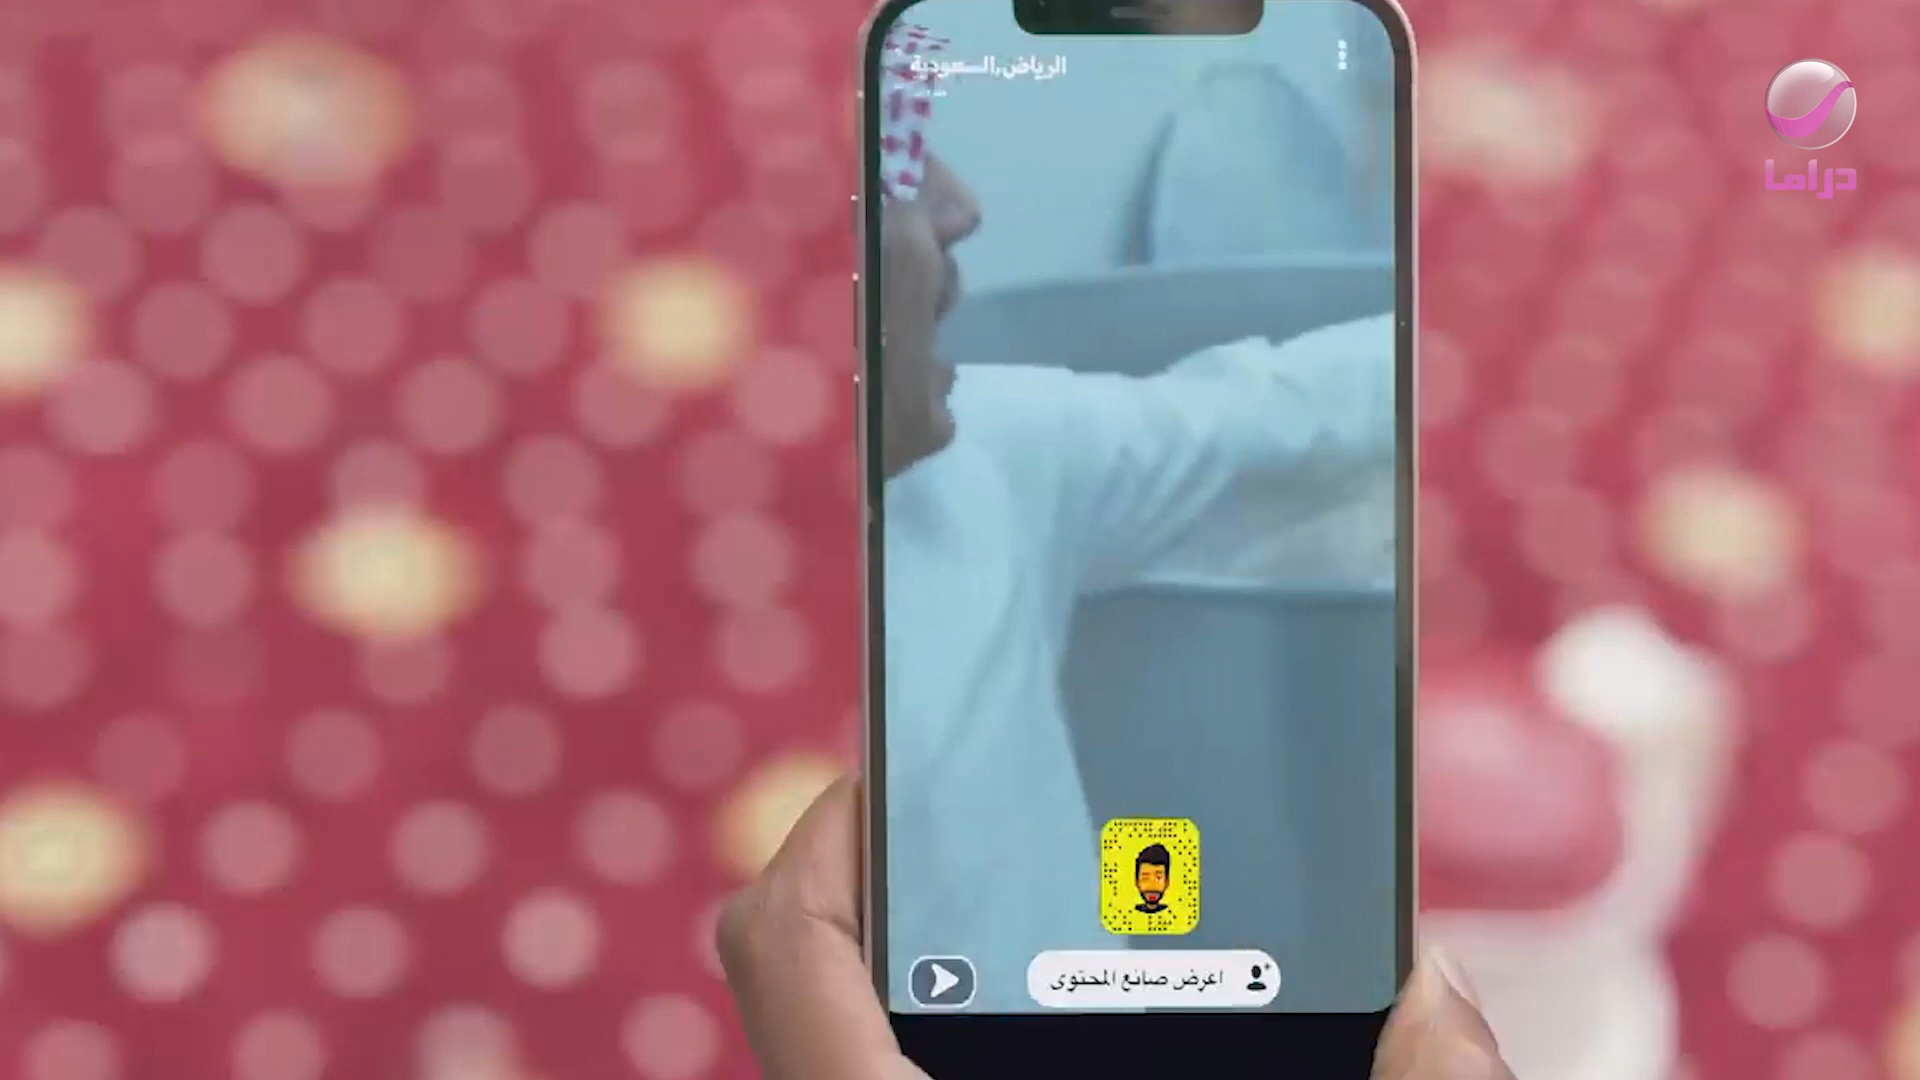 الرياض,السعودية
دراما
اعرض صانع المحتوى